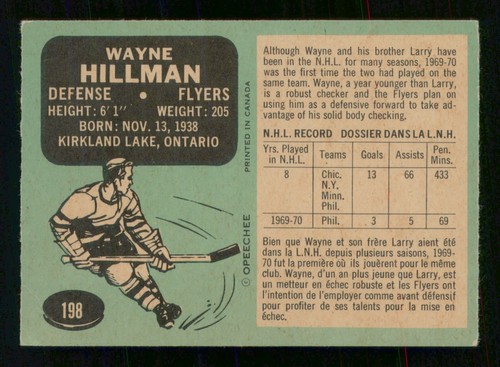 WAYNE
HILLMAN
DEFENSE • FLYERS
HEIGHT: 6'1" WEIGHT: 205
BORN: NOV. 13, 1938
KIRKLAND LAKE, ONTARIO
PRINTED IN CANADA
© OPEECHEE
198
Although Wayne and his brother Larry have
been in the N.H.L. for many seasons, 1969-70
was the first time the two had played on the
same team. Wayne, a year younger than Larry,
is a robust checker and the Flyers plan on
using him as a defensive forward to take ad-
vantage of his solid body checking.
N.H.L. RECORD DOSSIER DANS LA L.N.H.
Yrs. Played in N.H.L. Teams Goals Assists Pen. Mins.
8 Chic. 13 66 433
N.Y.
Minn.
Phil.
1969-70 Phil. 3 5 69
Bien que Wayne et son frère Larry aient été
dans la L.N.H. depuis plusieurs saisons, 1969-
70 fut la première où ils jouèrent pour le même
club. Wayne, d'un an plus jeune que Larry, est
un metteur en échec robuste et les Flyers ont
l'intention de l'employer comme avant défensif
pour profiter de ses talents pour la mise en
échec.